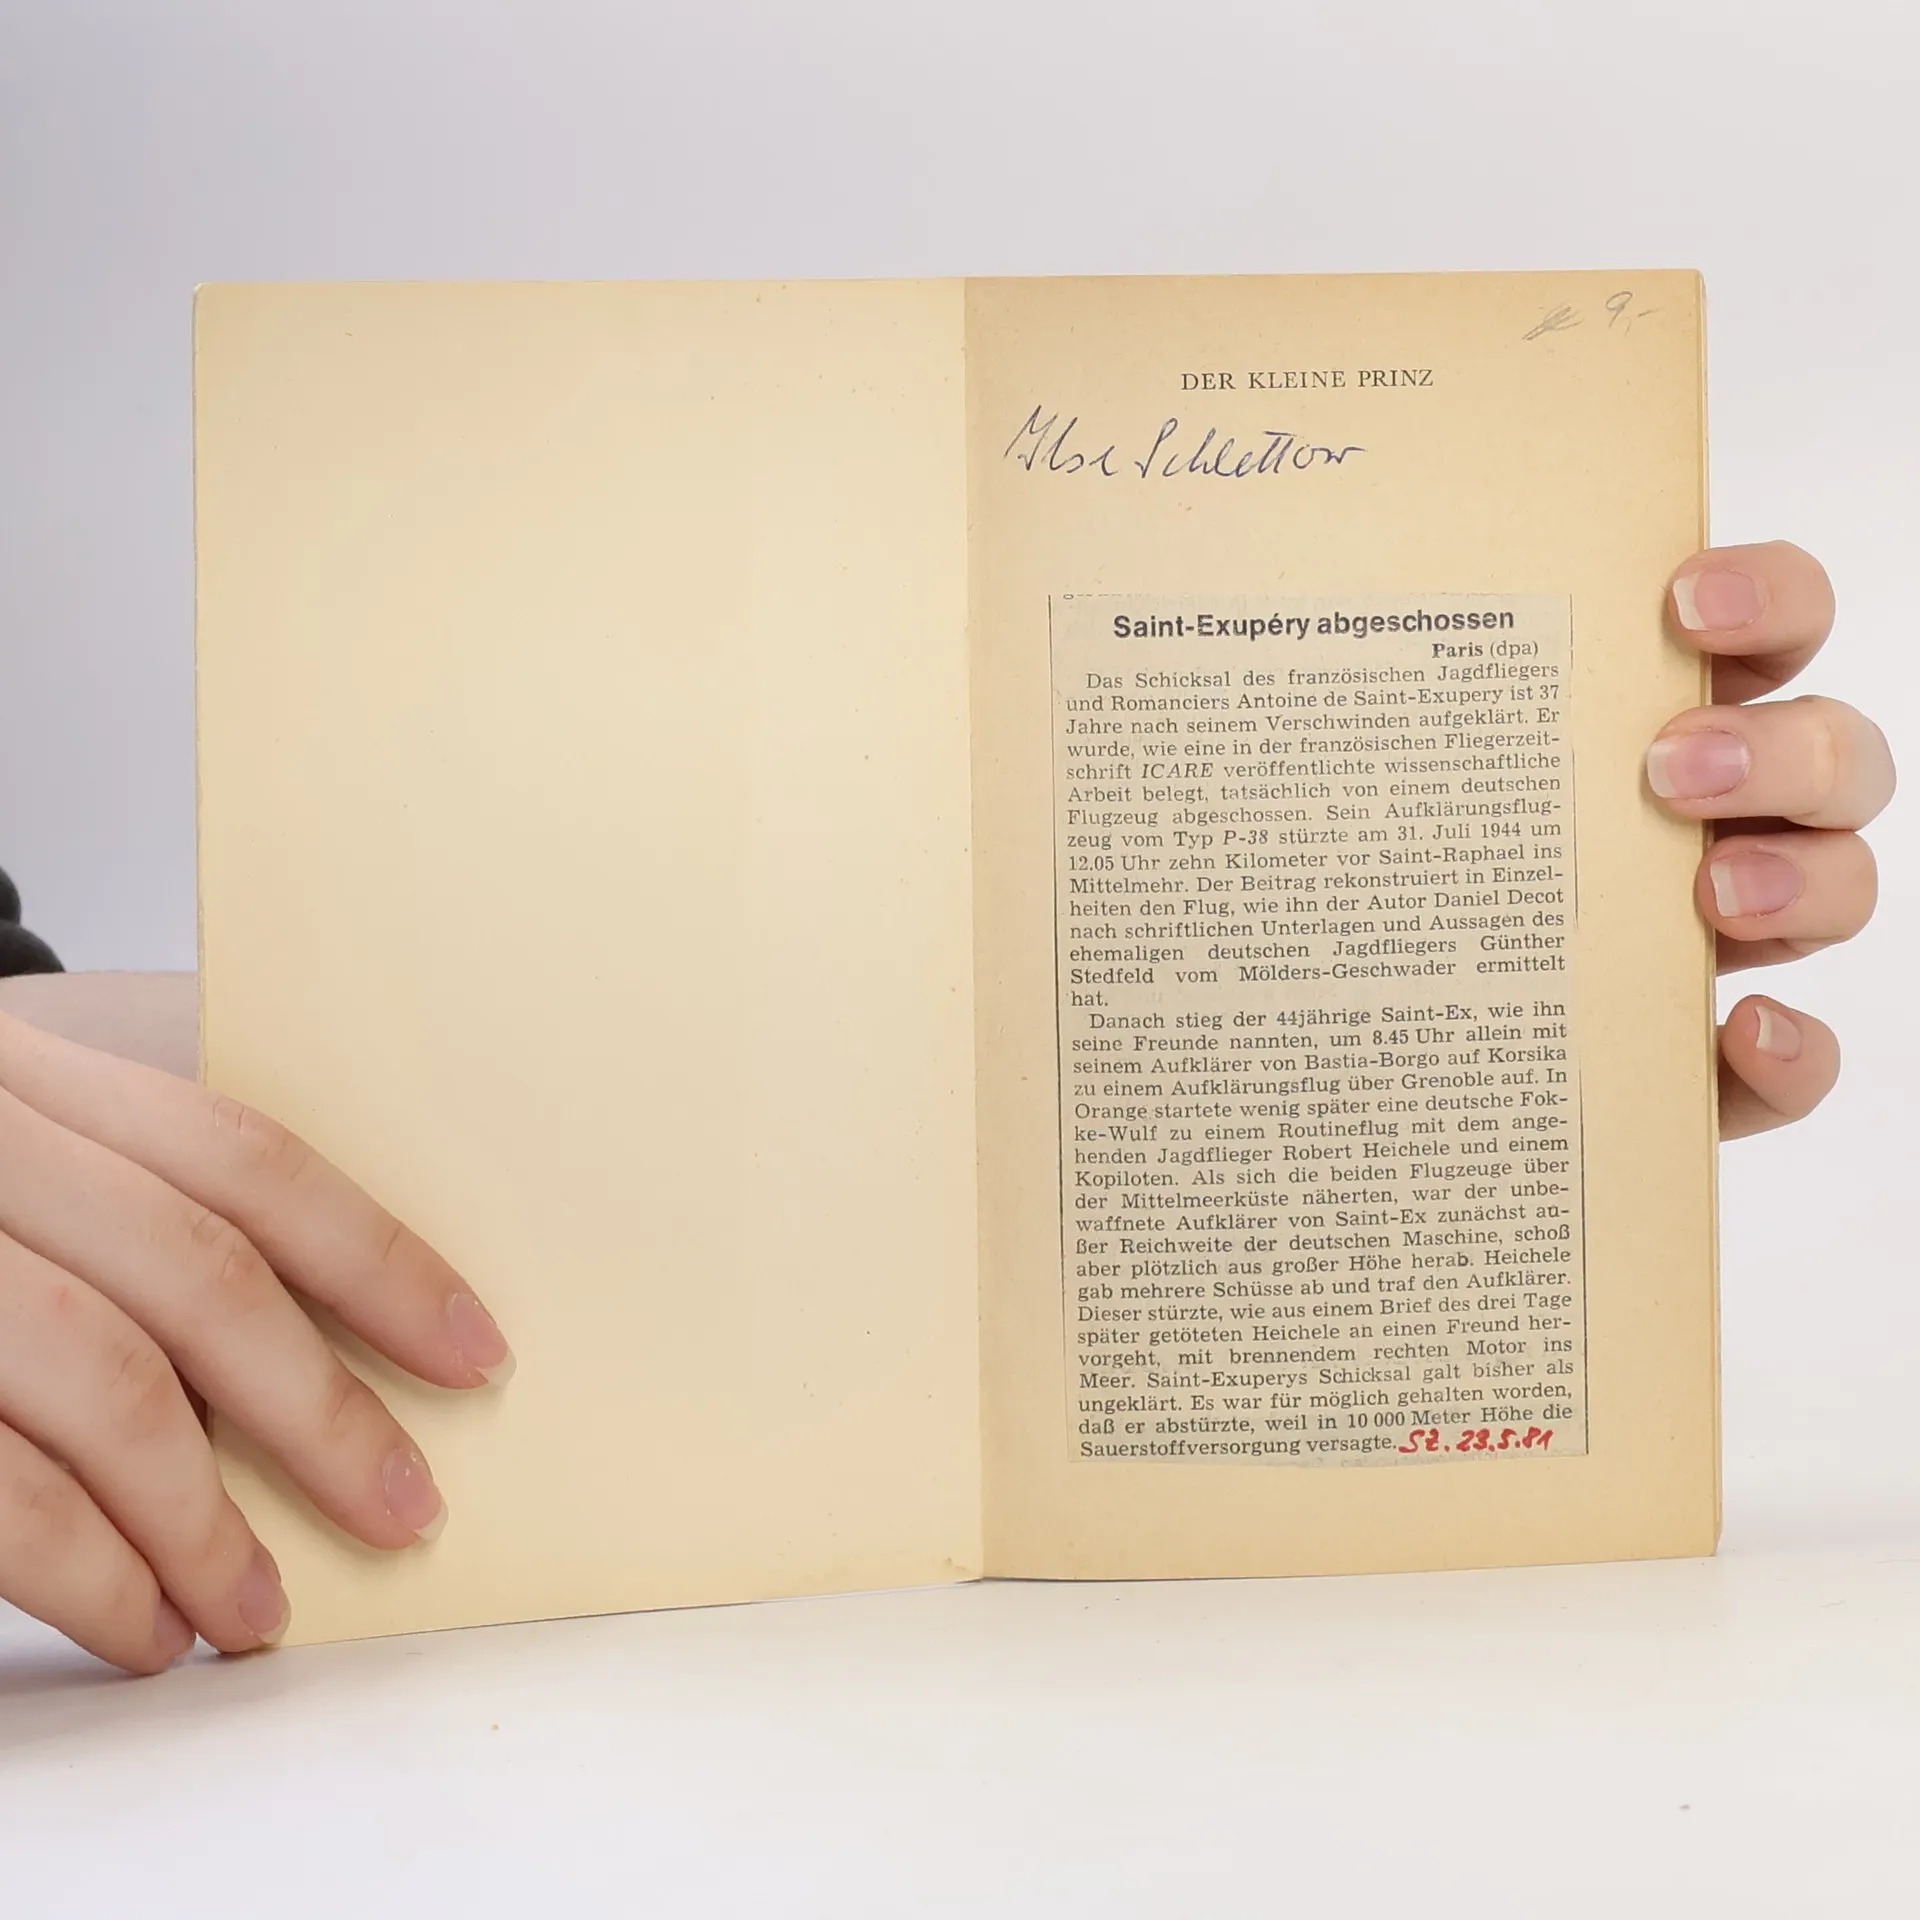 9,-
DER KLEINE PRINZ
Ilse Schlettow
Saint-Exupéry abgeschossen
Paris (dpa)
Das Schicksal des französischen Jagdfliegers
und Romanciers Antoine de Saint-Exupery ist 37
Jahre nach seinem Verschwinden aufgeklärt. Er
wurde, wie eine in der französischen Fliegerzeit-
schrift ICARE veröffentlichte wissenschaftliche
Arbeit belegt, tatsächlich von einem deutschen
Flugzeug abgeschossen. Sein Aufklärungsflug-
zeug vom Typ P-38 stürzte am 31. Juli 1944 um
12.05 Uhr zehn Kilometer vor Saint-Raphael ins
Mittelmehr. Der Beitrag rekonstruiert in Einzel-
heiten den Flug, wie ihn der Autor Daniel Decot
nach schriftlichen Unterlagen und Aussagen des
ehemaligen deutschen Jagdfliegers Günther
Stedfeld vom Mölders-Geschwader ermittelt
hat.
Danach stieg der 44jährige Saint-Ex, wie ihn
seine Freunde nannten, um 8.45 Uhr allein mit
seinem Aufklärer von Bastia-Borgo auf Korsika
zu einem Aufklärungsflug über Grenoble auf. In
Orange startete wenig später eine deutsche Fok-
ke-Wulf zu einem Routineflug mit dem ange-
henden Jagdflieger Robert Heichele und einem
Kopiloten. Als sich die beiden Flugzeuge über
der Mittelmeerküste näherten, war der unbe-
waffnete Aufklärer von Saint-Ex zunächst au-
ßer Reichweite der deutschen Maschine, schoß
aber plötzlich aus großer Höhe herab. Heichele
gab mehrere Schüsse ab und traf den Aufklärer.
Dieser stürzte, wie aus einem Brief des drei Tage
später getöteten Heichele an einen Freund her-
vorgeht, mit brennendem rechten Motor ins
Meer. Saint-Exuperys Schicksal galt bisher als
ungeklärt. Es war für möglich gehalten worden,
daß er abstürzte, weil in 10 000 Meter Höhe die
Sauerstoffversorgung versagte. SZ. 23.5.81